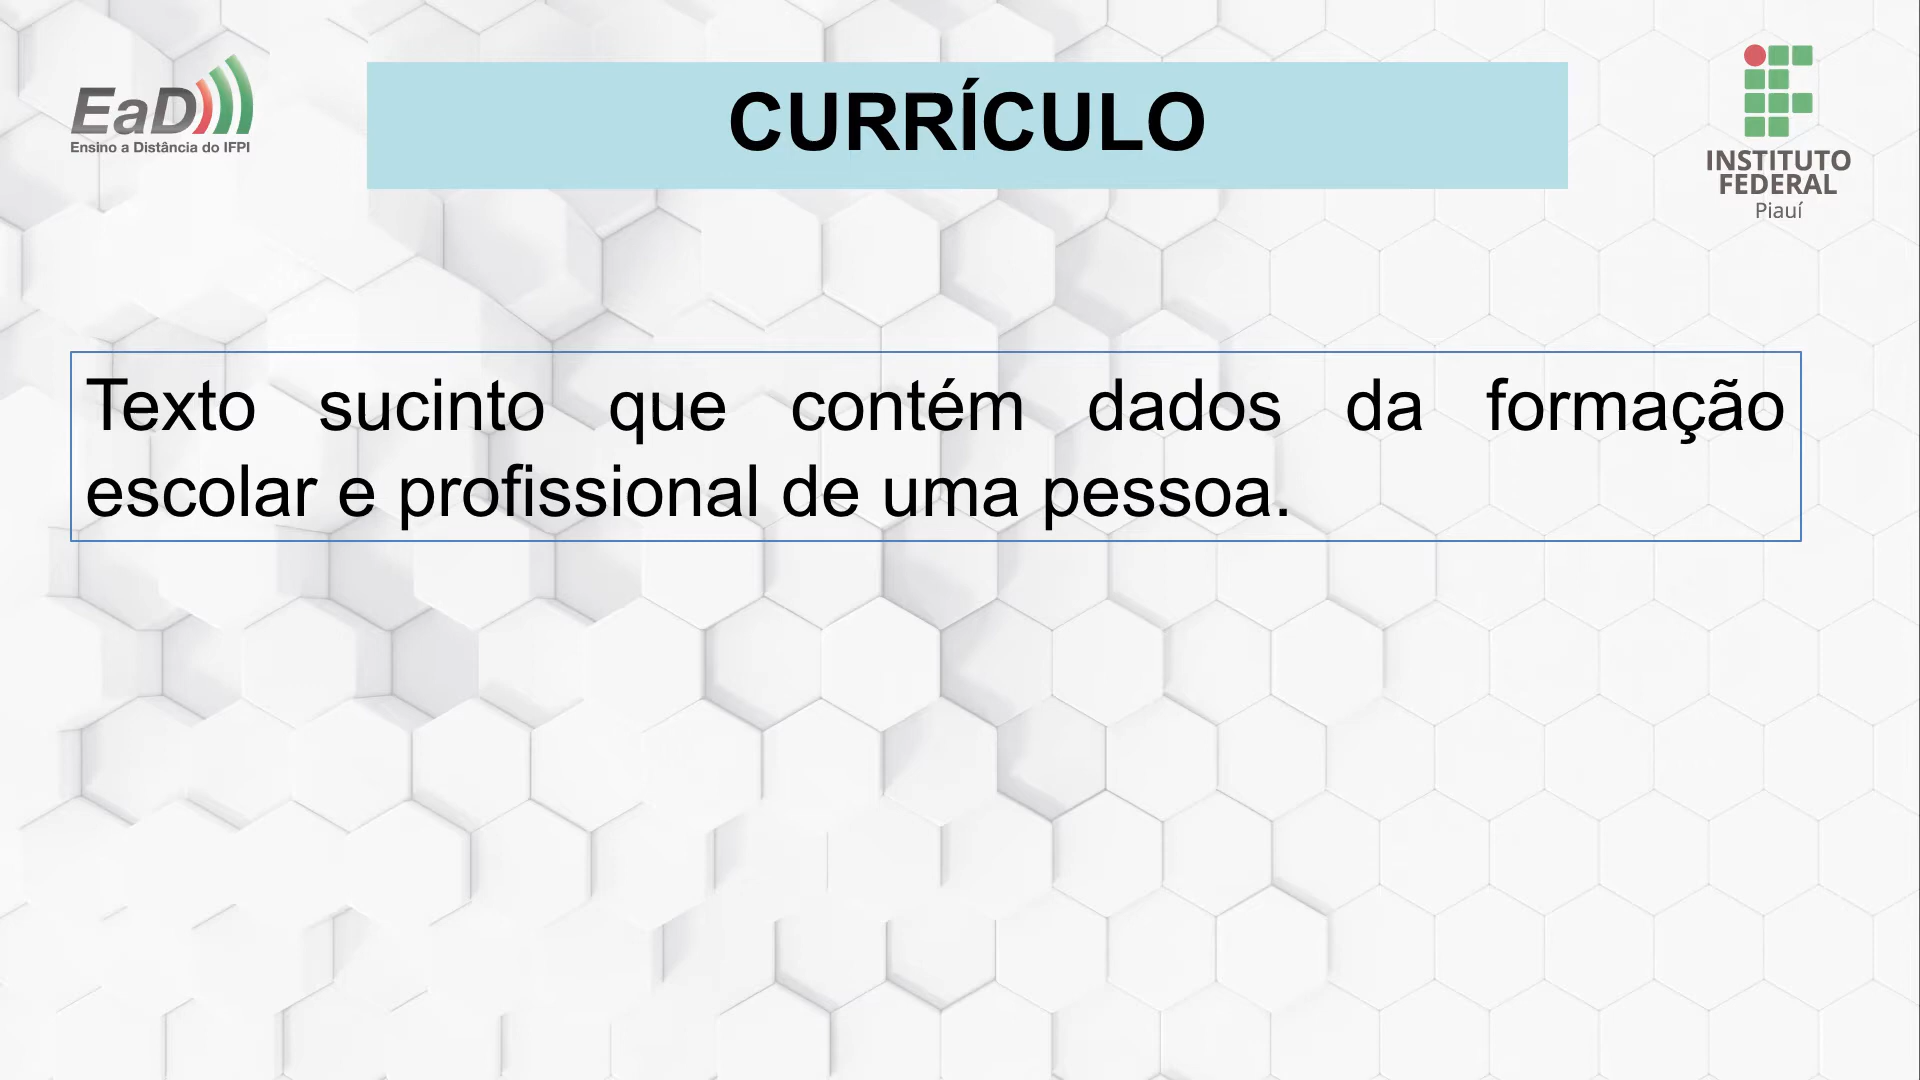 EaD
Ensino a Distância do IFPI
CURRÍCULO
INSTITUTO
FEDERAL
Piauí
Texto sucinto que contém dados da formação
escolar e profissional de uma pessoa.